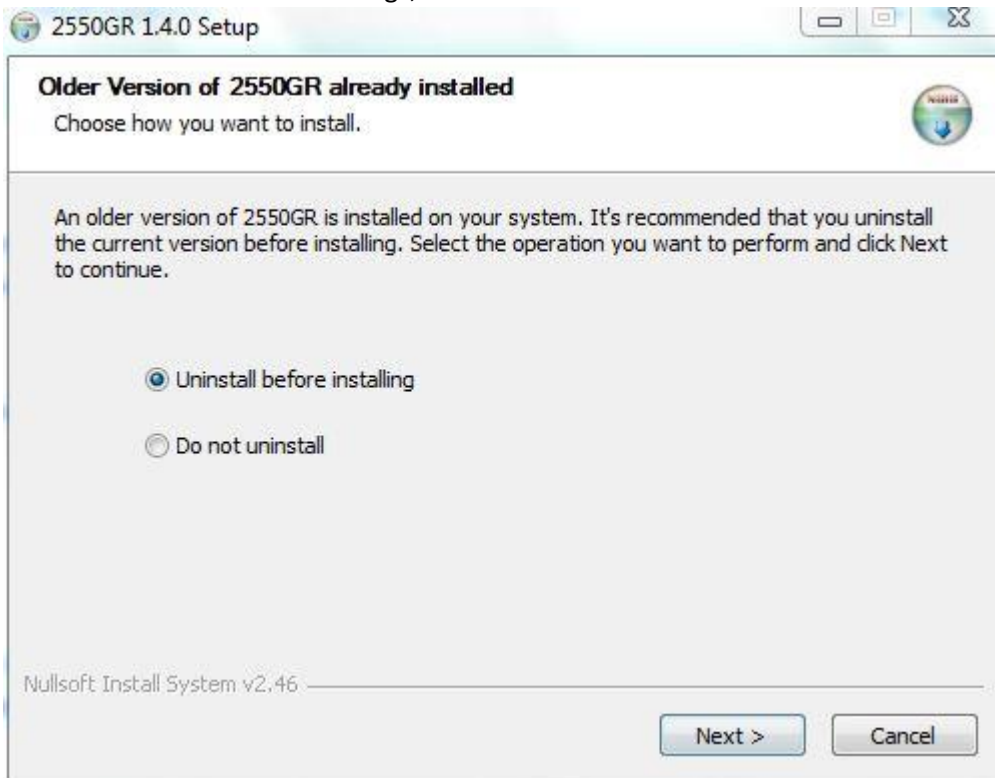 2550GR 1.4.0 Setup
Older Version of 2550GR already installed
Choose how you want to install.
An older version of 2550GR is installed on your system. It's recommended that you uninstall
the current version before installing. Select the operation you want to perform and click Next
to continue.
Uninstall before installing
Do not uninstall
Nullsoft Install System v2.46
Next >
Cancel